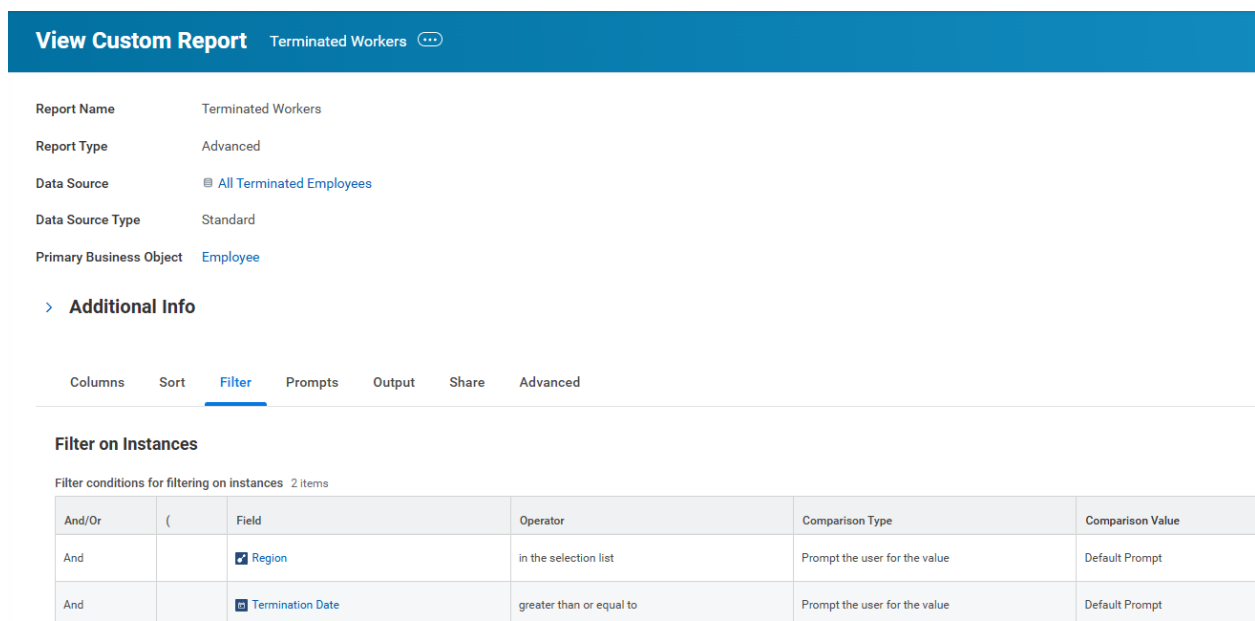 View Custom Report Terminated Workers
Report Name Terminated Workers
Report Type Advanced
Data Source All Terminated Employees
Data Source Type Standard
Primary Business Object Employee
Additional Info
Columns Sort Filter Prompts Output Share Advanced
Filter on Instances
Filter conditions for filtering on instances 2 items
And/Or ( Field Operator Comparison Type Comparison Value
And Region in the selection list Prompt the user for the value Default Prompt
And Termination Date greater than or equal to Prompt the user for the value Default Prompt